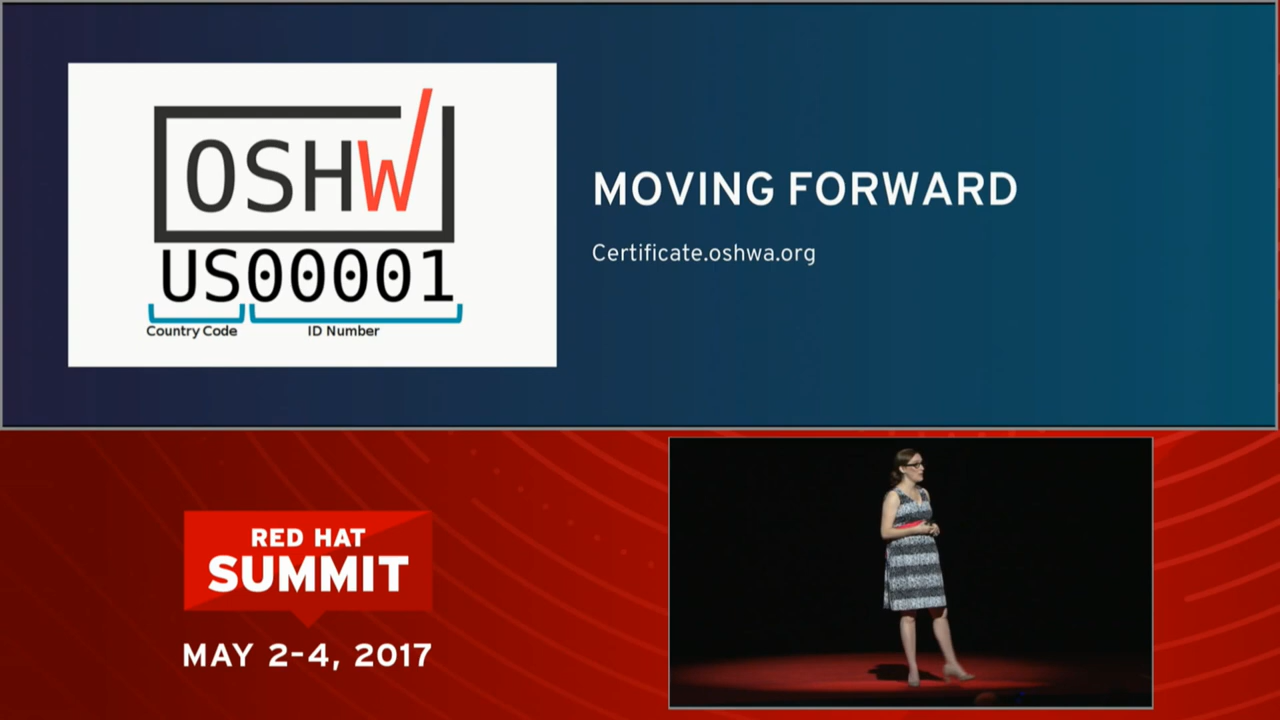 OSHW
US00001
Country Code ID Number
MOVING FORWARD
Certificate.oshwa.org
RED HAT
SUMMIT
MAY 2-4, 2017